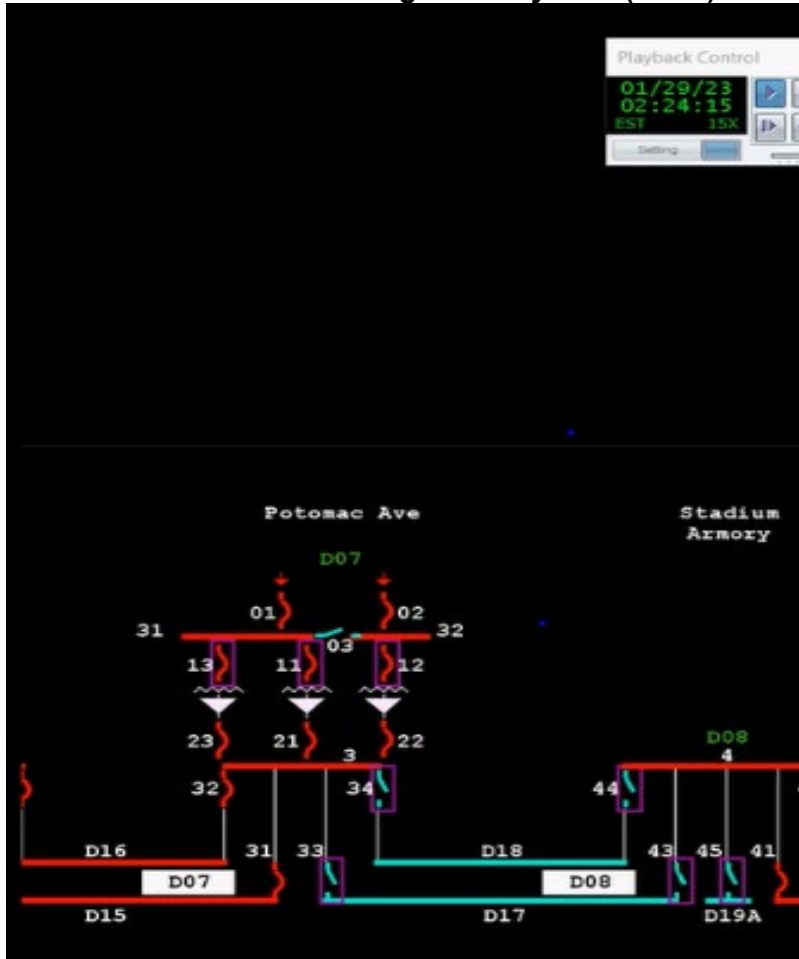 Playback Control
01/29/23
02:24:15
EST 15X
Setting
Potomac Ave
Stadium
Armory
D07
01 02
31 32
03
13 11 12
D08
23 21 22
3 4
32 34 44
D16 31 33 D18 43 45 41
D07 D08
D15 D17 D19A